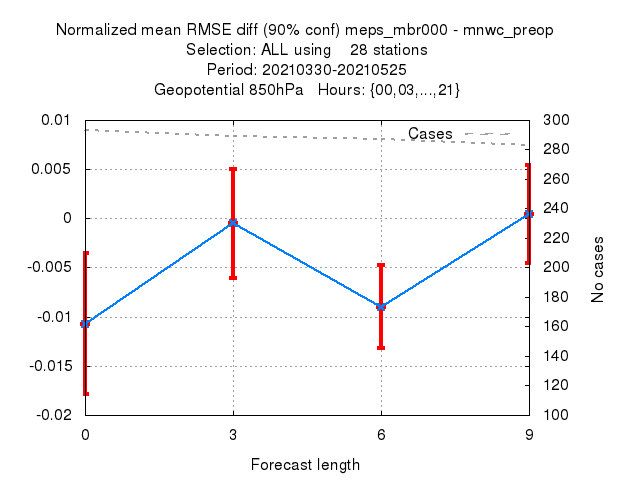 Normalized mean RMSE diff (90% conf) meps_mbr000 - mnwc_preop
Selection: ALL using    28 stations
Period: 20210330-20210525
Geopotential 850hPa   Hours: {00,03,...,21}
Cases
0.01
0.005
0
-0.005
-0.01
-0.015
-0.02
300
280
260
240
220
200
180
160
140
120
100
No cases
0 3 6 9
Forecast length